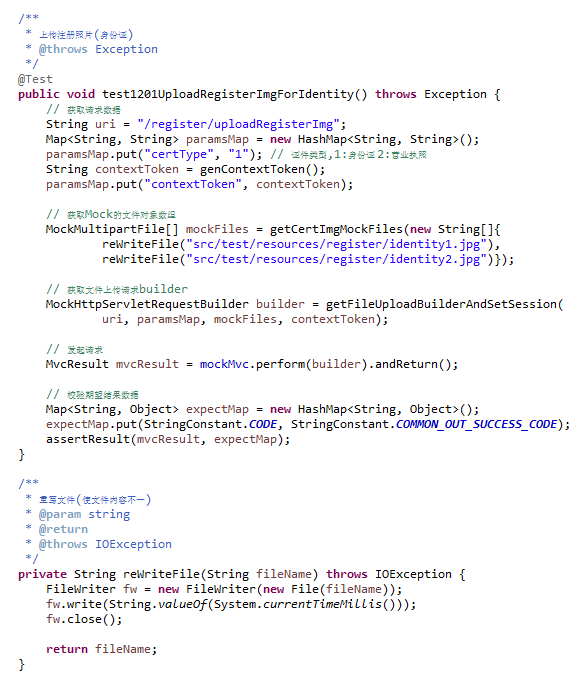 /**
 * 上传注册照片(身份证)
 * @throws Exception
 */
@Test
public void test1201UploadRegisterImgForIdentity() throws Exception {
    // 获取请求数据
    String uri = "/register/uploadRegisterImg";
    Map<String, String> paramsMap = new HashMap<String, String>();
    paramsMap.put("certType", "1"); // 证件类型,1:身份证 2:营业执照
    String contextToken = genContextToken();
    paramsMap.put("contextToken", contextToken);

    // 获取Mock的文件对象数组
    MockMultipartFile[] mockFiles = getCertImgMockFiles(new String[]{
            reWriteFile("src/test/resources/register/identity1.jpg"),
            reWriteFile("src/test/resources/register/identity2.jpg")});

    // 获取文件上传请求builder
    MockHttpServletRequestBuilder builder = getFileUploadBuilderAndSetSession(
            uri, paramsMap, mockFiles, contextToken);

    // 发起请求
    MvcResult mvcResult = mockMvc.perform(builder).andReturn();

    // 校验期望结果数据
    Map<String, Object> expectMap = new HashMap<String, Object>();
    expectMap.put(StringConstant.CODE, StringConstant.COMMON_OUT_SUCCESS_CODE);
    assertResult(mvcResult, expectMap);
}

/**
 * 重写文件(使文件内容不一)
 * @param string
 * @return
 * @throws IOException
 */
private String reWriteFile(String fileName) throws IOException {
    FileWriter fw = new FileWriter(new File(fileName));
    fw.write(String.valueOf(System.currentTimeMillis()));
    fw.close();

    return fileName;
}